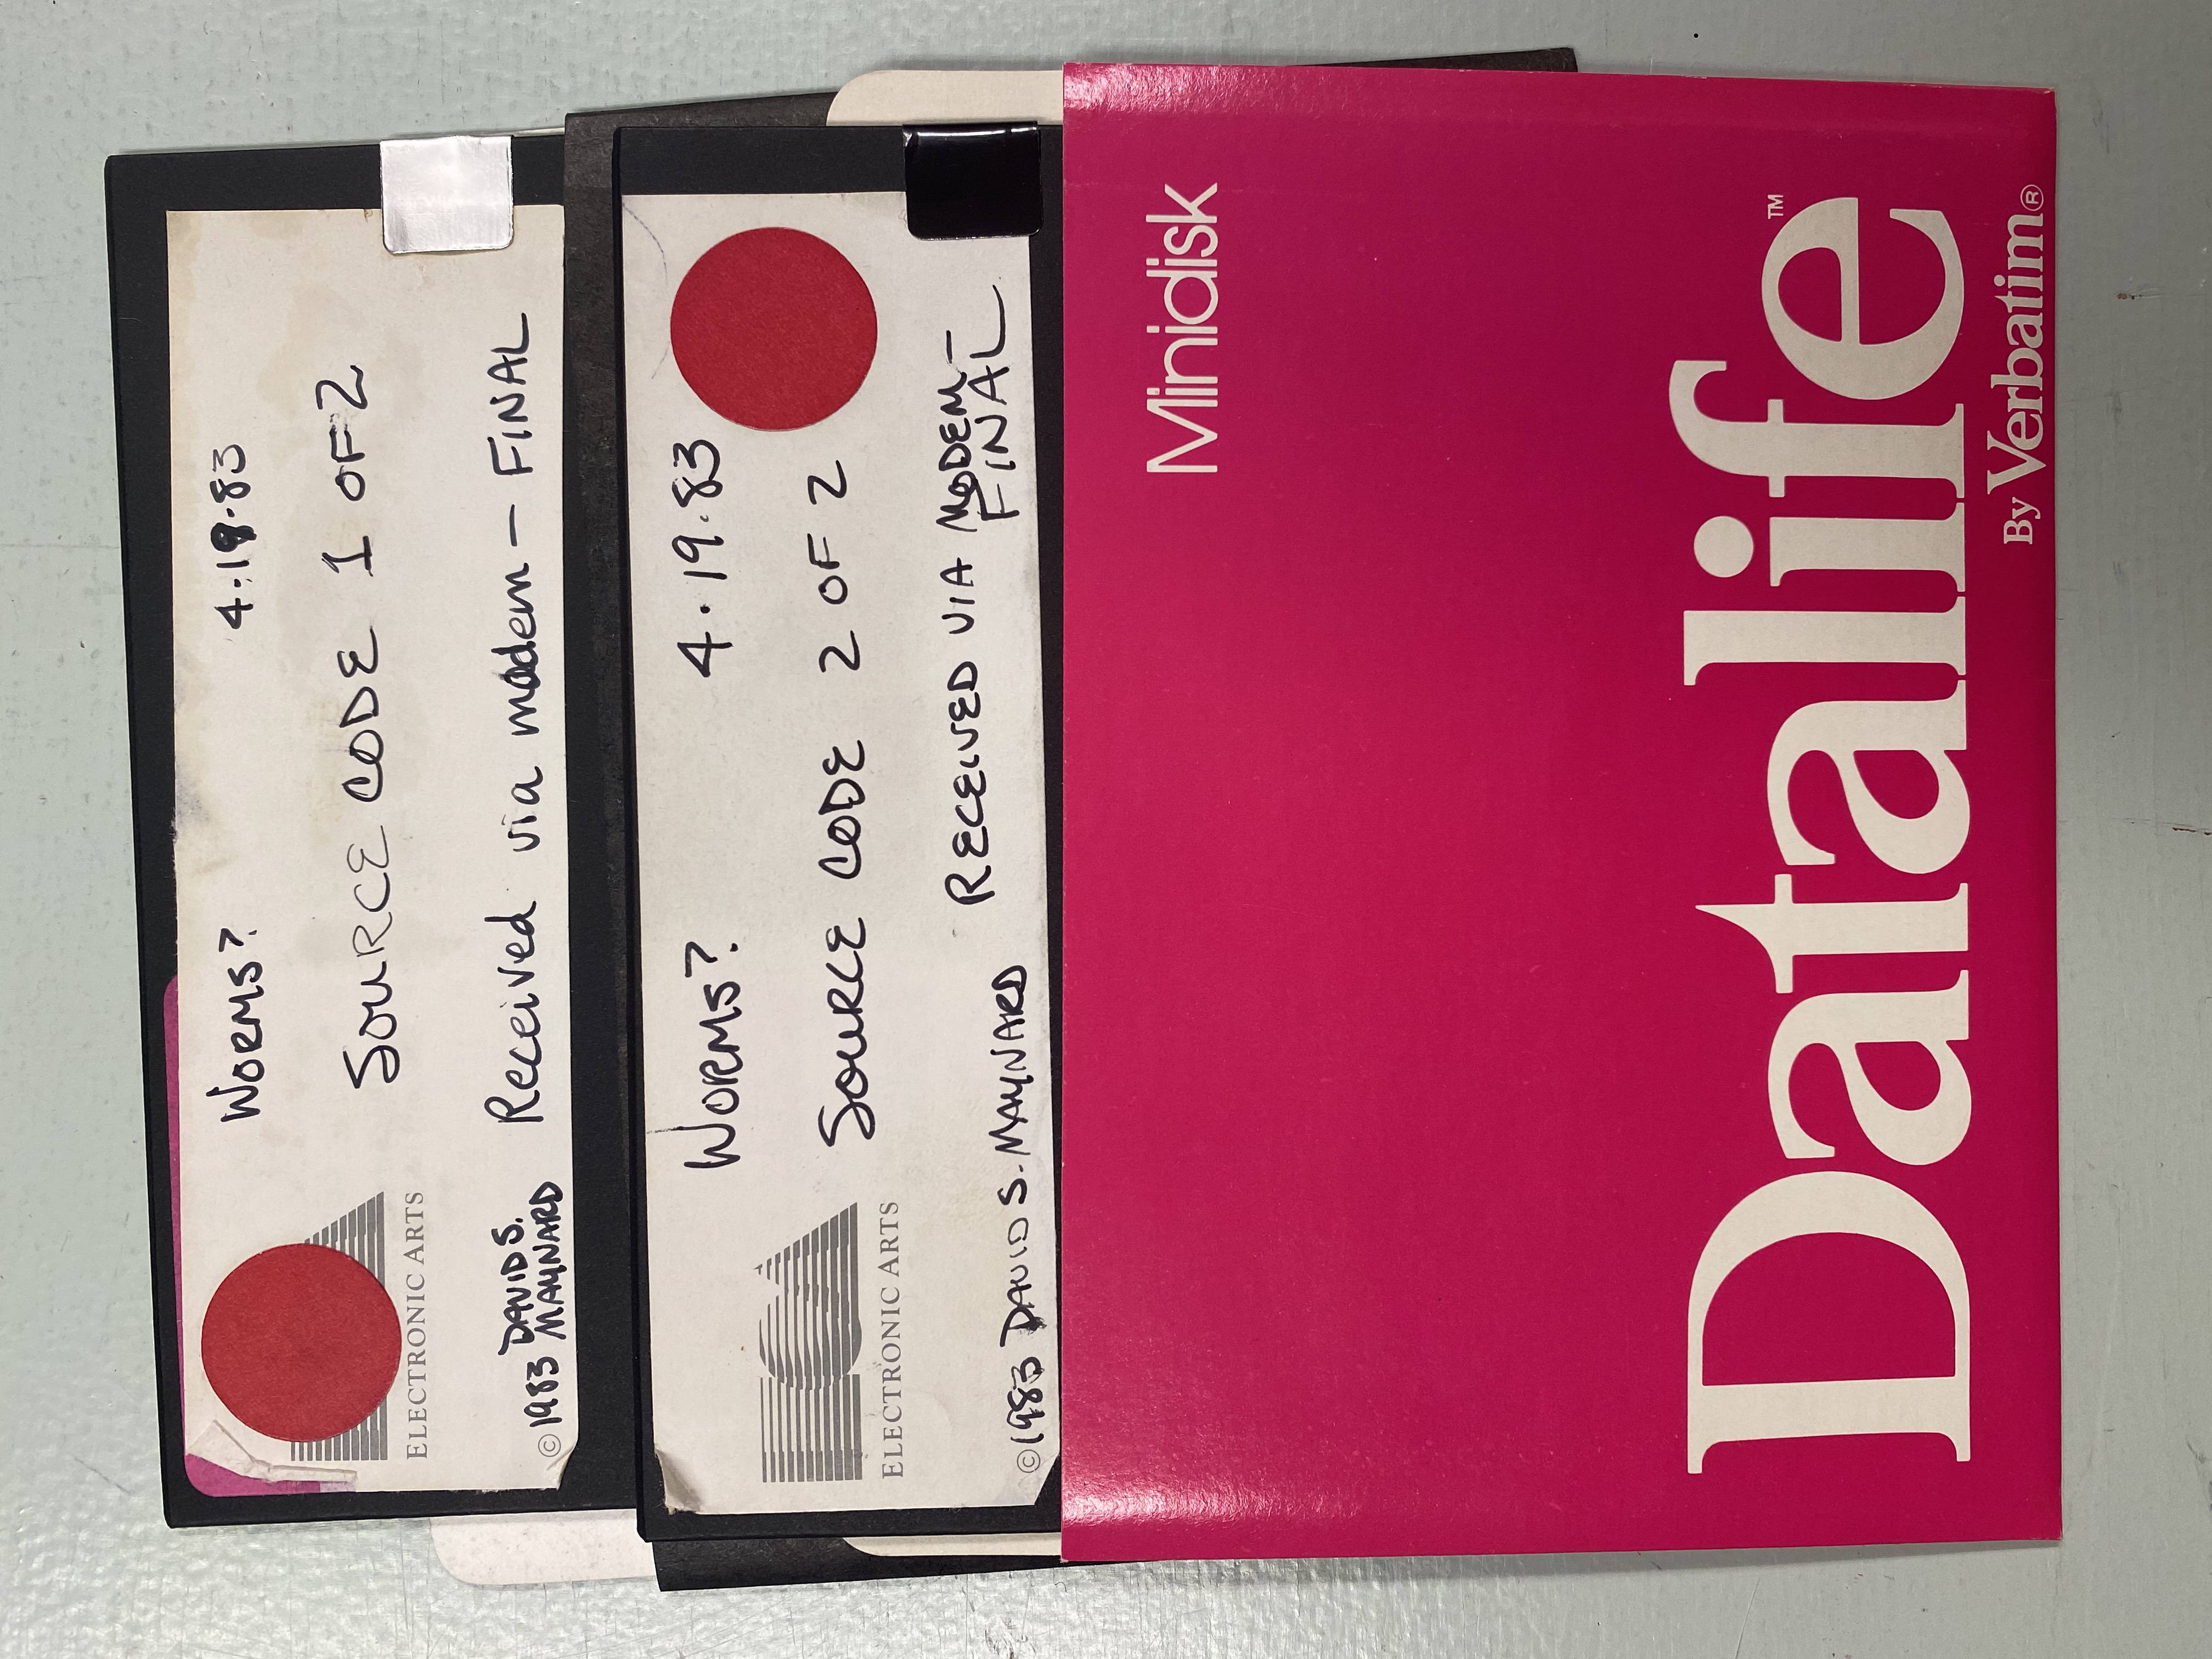 WORMS? 4.19.83
SOURCE CODE 1 OF 2
ELECTRONIC ARTS
© 1983 DAVID S. MAYNARD
Received via modem — FINAL
WORMS? 4.19.83
SOURCE CODE 2 OF 2
ELECTRONIC ARTS
RECEIVED VIA MODEM —
FINAL
© 1983 DAVID S. MAYNARD
Minidisk
Datalife™
By Verbatim®